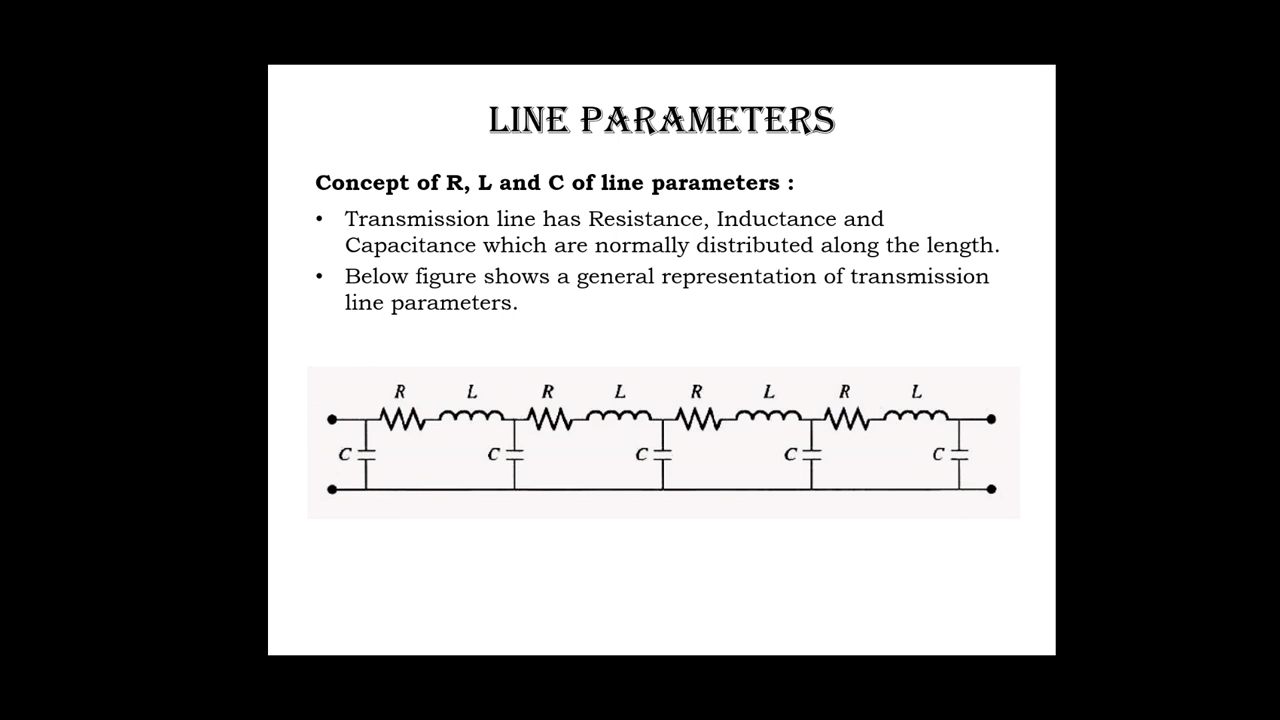 LINE PARAMETERS
Concept of R, L and C of line parameters :
• Transmission line has Resistance, Inductance and
Capacitance which are normally distributed along the length.
• Below figure shows a general representation of transmission
line parameters.
R L R L R L R L
C C C C C